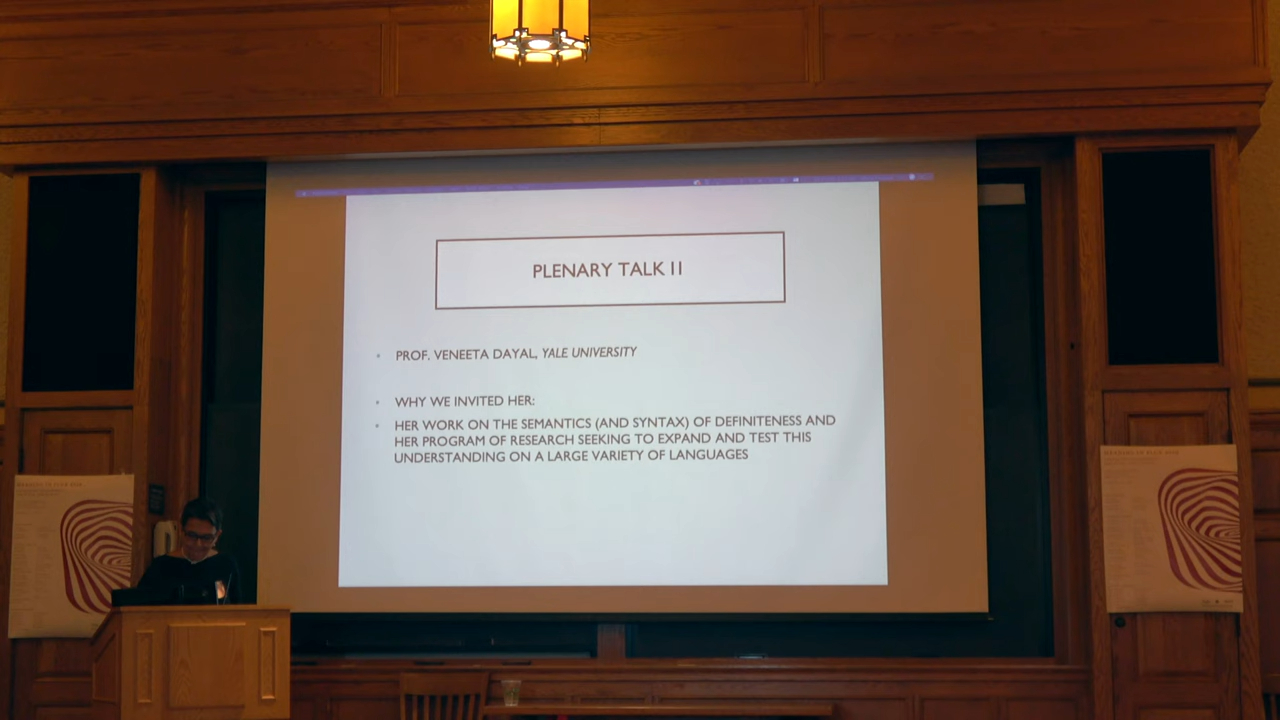 PLENARY TALK II
PROF. VENEETA DAYAL, YALE UNIVERSITY
WHY WE INVITED HER:
HER WORK ON THE SEMANTICS (AND SYNTAX) OF DEFINITENESS AND
HER PROGRAM OF RESEARCH SEEKING TO EXPAND AND TEST THIS
UNDERSTANDING ON A LARGE VARIETY OF LANGUAGES